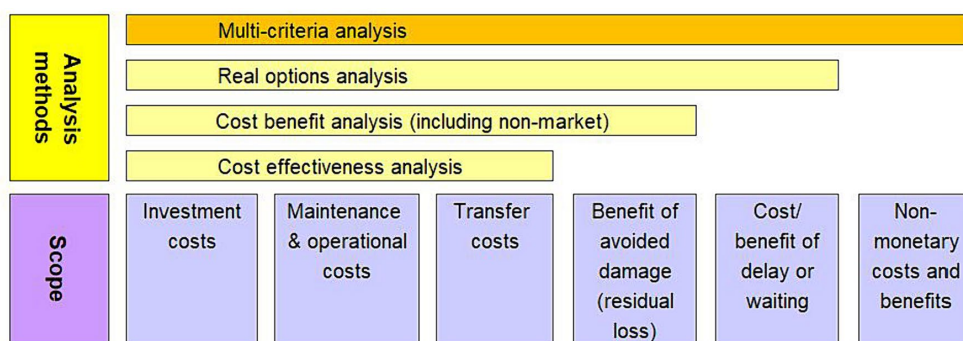 Analysis
methods
Multi-criteria analysis
Real options analysis
Cost benefit analysis (including non-market)
Cost effectiveness analysis
Scope
Investment
costs
Maintenance
& operational
costs
Transfer
costs
Benefit of
avoided
damage
(residual
loss)
Cost/
benefit of
delay or
waiting
Non-
monetary
costs and
benefits